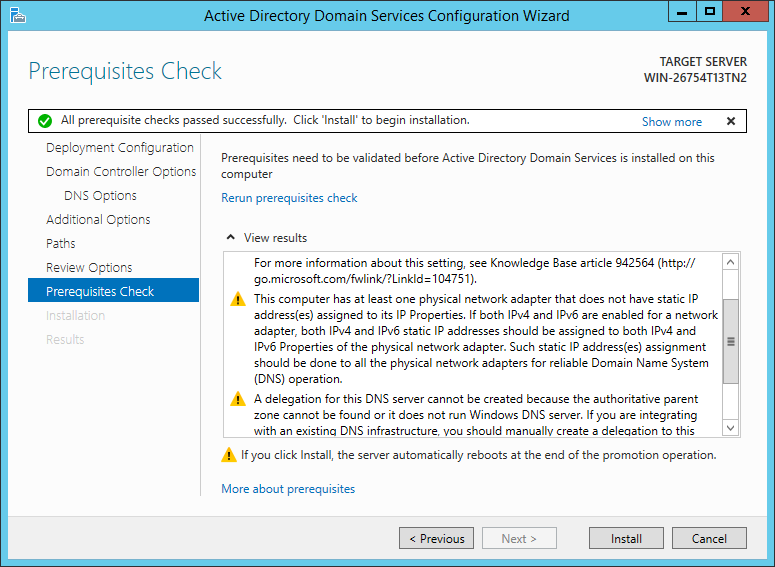 Active Directory Domain Services Configuration Wizard
Prerequisites Check
TARGET SERVER
WIN-26754T13TN2
All prerequisite checks passed successfully. Click 'Install' to begin installation.
Show more
Deployment Configuration
Domain Controller Options
DNS Options
Additional Options
Paths
Review Options
Prerequisites Check
Installation
Results
Prerequisites need to be validated before Active Directory Domain Services is installed on this
computer
Rerun prerequisites check
View results
For more information about this setting, see Knowledge Base article 942564 (http://
go.microsoft.com/fwlink/?LinkId=104751).
This computer has at least one physical network adapter that does not have static IP
address(es) assigned to its IP Properties. If both IPv4 and IPv6 are enabled for a network
adapter, both IPv4 and IPv6 static IP addresses should be assigned to both IPv4 and
IPv6 Properties of the physical network adapter. Such static IP address(es) assignment
should be done to all the physical network adapters for reliable Domain Name System
(DNS) operation.
A delegation for this DNS server cannot be created because the authoritative parent
zone cannot be found or it does not run Windows DNS server. If you are integrating
with an existing DNS infrastructure, you should manually create a delegation to this
If you click Install, the server automatically reboots at the end of the promotion operation.
More about prerequisites
< Previous
Next >
Install
Cancel